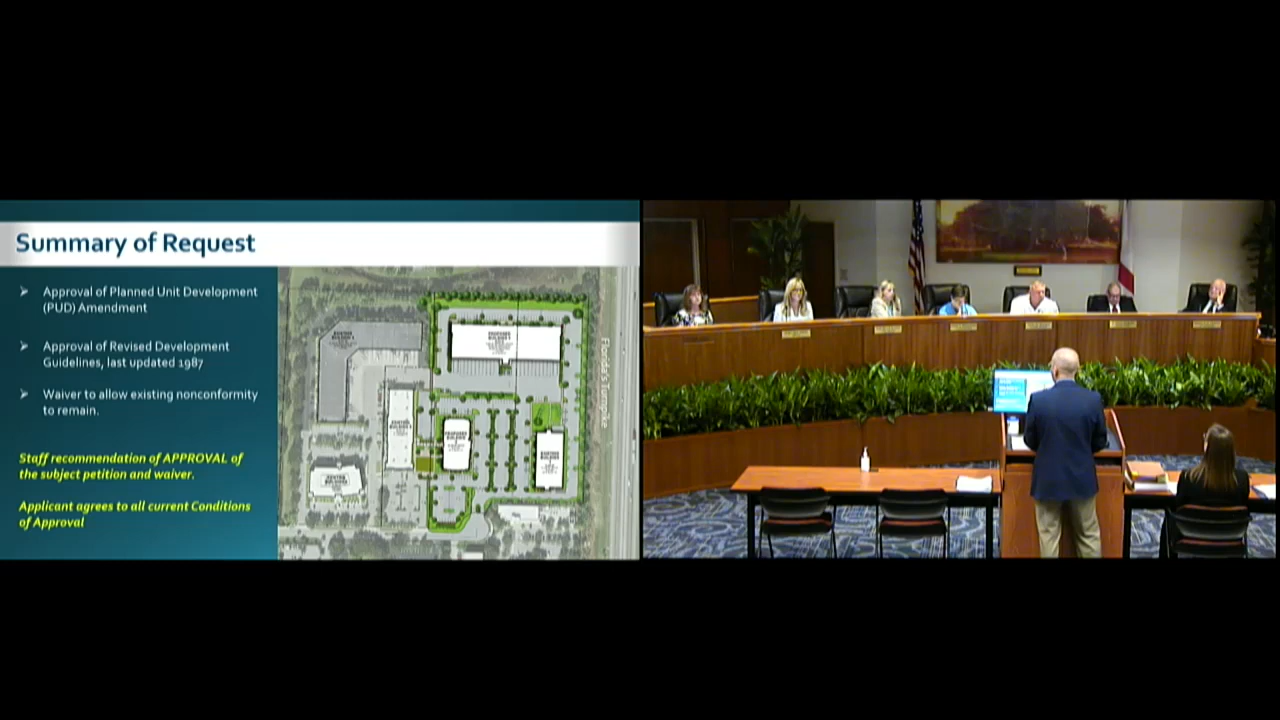 Summary of Request
Approval of Planned Unit Development
(PUD) Amendment
Approval of Revised Development
Guidelines, last updated 1987
Waiver to allow existing nonconformity
to remain.
Staff recommendation of APPROVAL of
the subject petition and waiver.
Applicant agrees to all current Conditions
of Approval
Florida's Turnpike